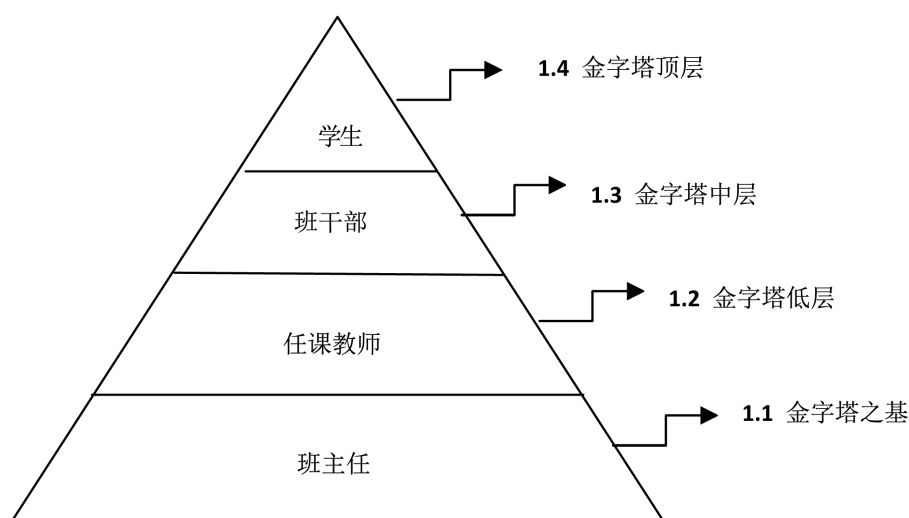 1.4 金字塔顶层
学生
1.3 金字塔中层
班干部
1.2 金字塔低层
任课教师
1.1 金字塔之基
班主任